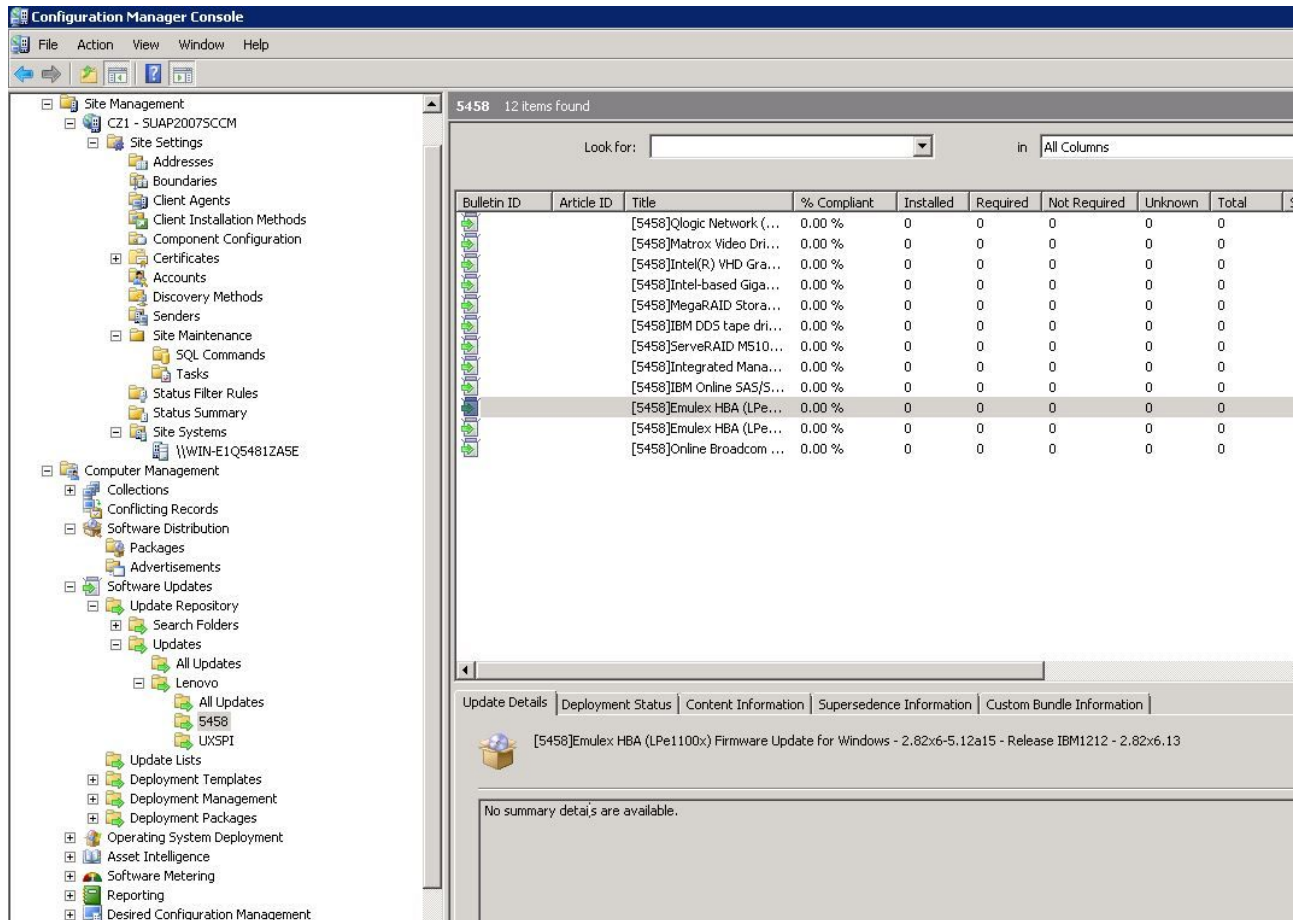 Configuration Manager Console
File Action View Window Help
Site Management
CZ1 - SUAP2007SCCM
Site Settings
Addresses
Boundaries
Client Agents
Client Installation Methods
Component Configuration
Certificates
Accounts
Discovery Methods
Senders
Site Maintenance
SQL Commands
Tasks
Status Filter Rules
Status Summary
Site Systems
\\WIN-E1Q5481ZA5E
Computer Management
Collections
Conflicting Records
Software Distribution
Packages
Advertisements
Software Updates
Update Repository
Search Folders
Updates
All Updates
Lenovo
All Updates
5458
UXSPI
Update Lists
Deployment Templates
Deployment Management
Deployment Packages
Operating System Deployment
Asset Intelligence
Software Metering
Reporting
Desired Configuration Management
5458 12 items found
Look for: in All Columns
Bulletin ID Article ID Title % Compliant Installed Required Not Required Unknown Total
[5458]Qlogic Network (... 0.00 % 0 0 0 0 0
[5458]Matrox Video Dri... 0.00 % 0 0 0 0 0
[5458]Intel(R) VHD Gra... 0.00 % 0 0 0 0 0
[5458]Intel-based Giga... 0.00 % 0 0 0 0 0
[5458]MegaRAID Stora... 0.00 % 0 0 0 0 0
[5458]IBM DDS tape dri... 0.00 % 0 0 0 0 0
[5458]ServeRAID M510... 0.00 % 0 0 0 0 0
[5458]Integrated Mana... 0.00 % 0 0 0 0 0
[5458]IBM Online SAS/S... 0.00 % 0 0 0 0 0
[5458]Emulex HBA (LPe... 0.00 % 0 0 0 0 0
[5458]Emulex HBA (LPe... 0.00 % 0 0 0 0 0
[5458]Online Broadcom ... 0.00 % 0 0 0 0 0
Update Details Deployment Status Content Information Supersedence Information Custom Bundle Information
[5458]Emulex HBA (LPe1100x) Firmware Update for Windows - 2.82x6-5.12a15 - Release IBM1212 - 2.82x6.13
No summary details are available.